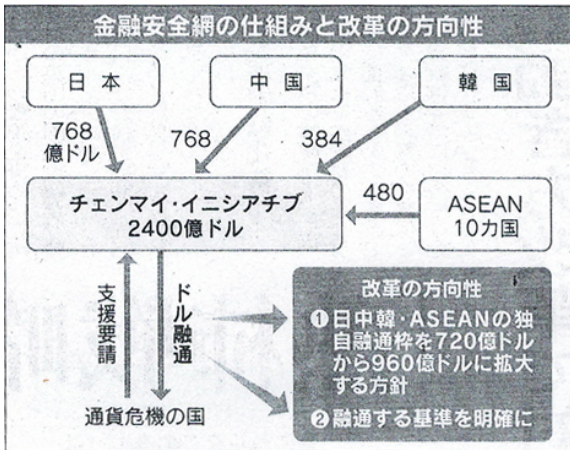 金融安全網の仕組みと改革の方向性
日本
中国
韓国
768
億ドル
768
384
チェンマイ・イニシアチブ
2400億ドル
480
ASEAN
10カ国
支援要請
ドル融通
通貨危機の国
改革の方向性
❶日中韓・ASEANの独
自融通枠を720億ドル
から960億ドルに拡大
する方針
❷融通する基準を明確に